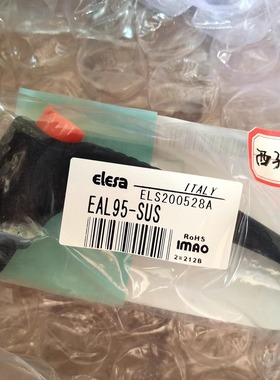 elesa
ITALY
ELS200528A
EAL95-SUS
RoHS
IMAO
2=212B
西